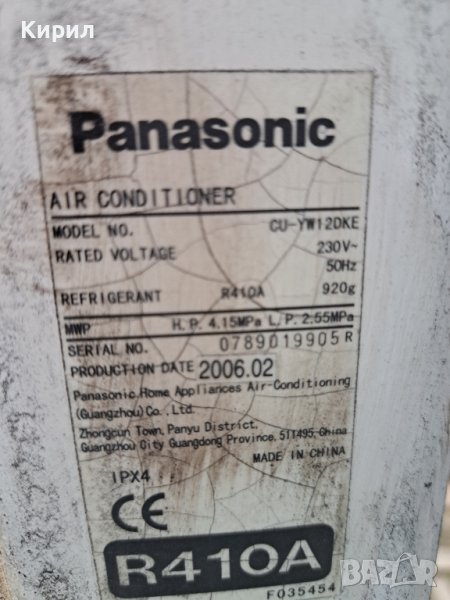 Кирил
Panasonic
AIR CONDITIONER
MODEL NO. CU-YW12DKE
RATED VOLTAGE 230V~
50Hz
REFRIGERANT R410A 920g
MWP H.P. 4.15MPa L/P. 2.55MPa
SERIAL NO. 0789019905 R
PRODUCTION DATE 2006.02
Panasonic Home Appliances Air-Conditioning
(Guangzhou) Co., Ltd.
Zhongcun Town, Panyu District,
Guangzhou City Guangdong Province, 511495, China
MADE IN CHINA
IPX4
CE
R410A
F035454
BAZAR